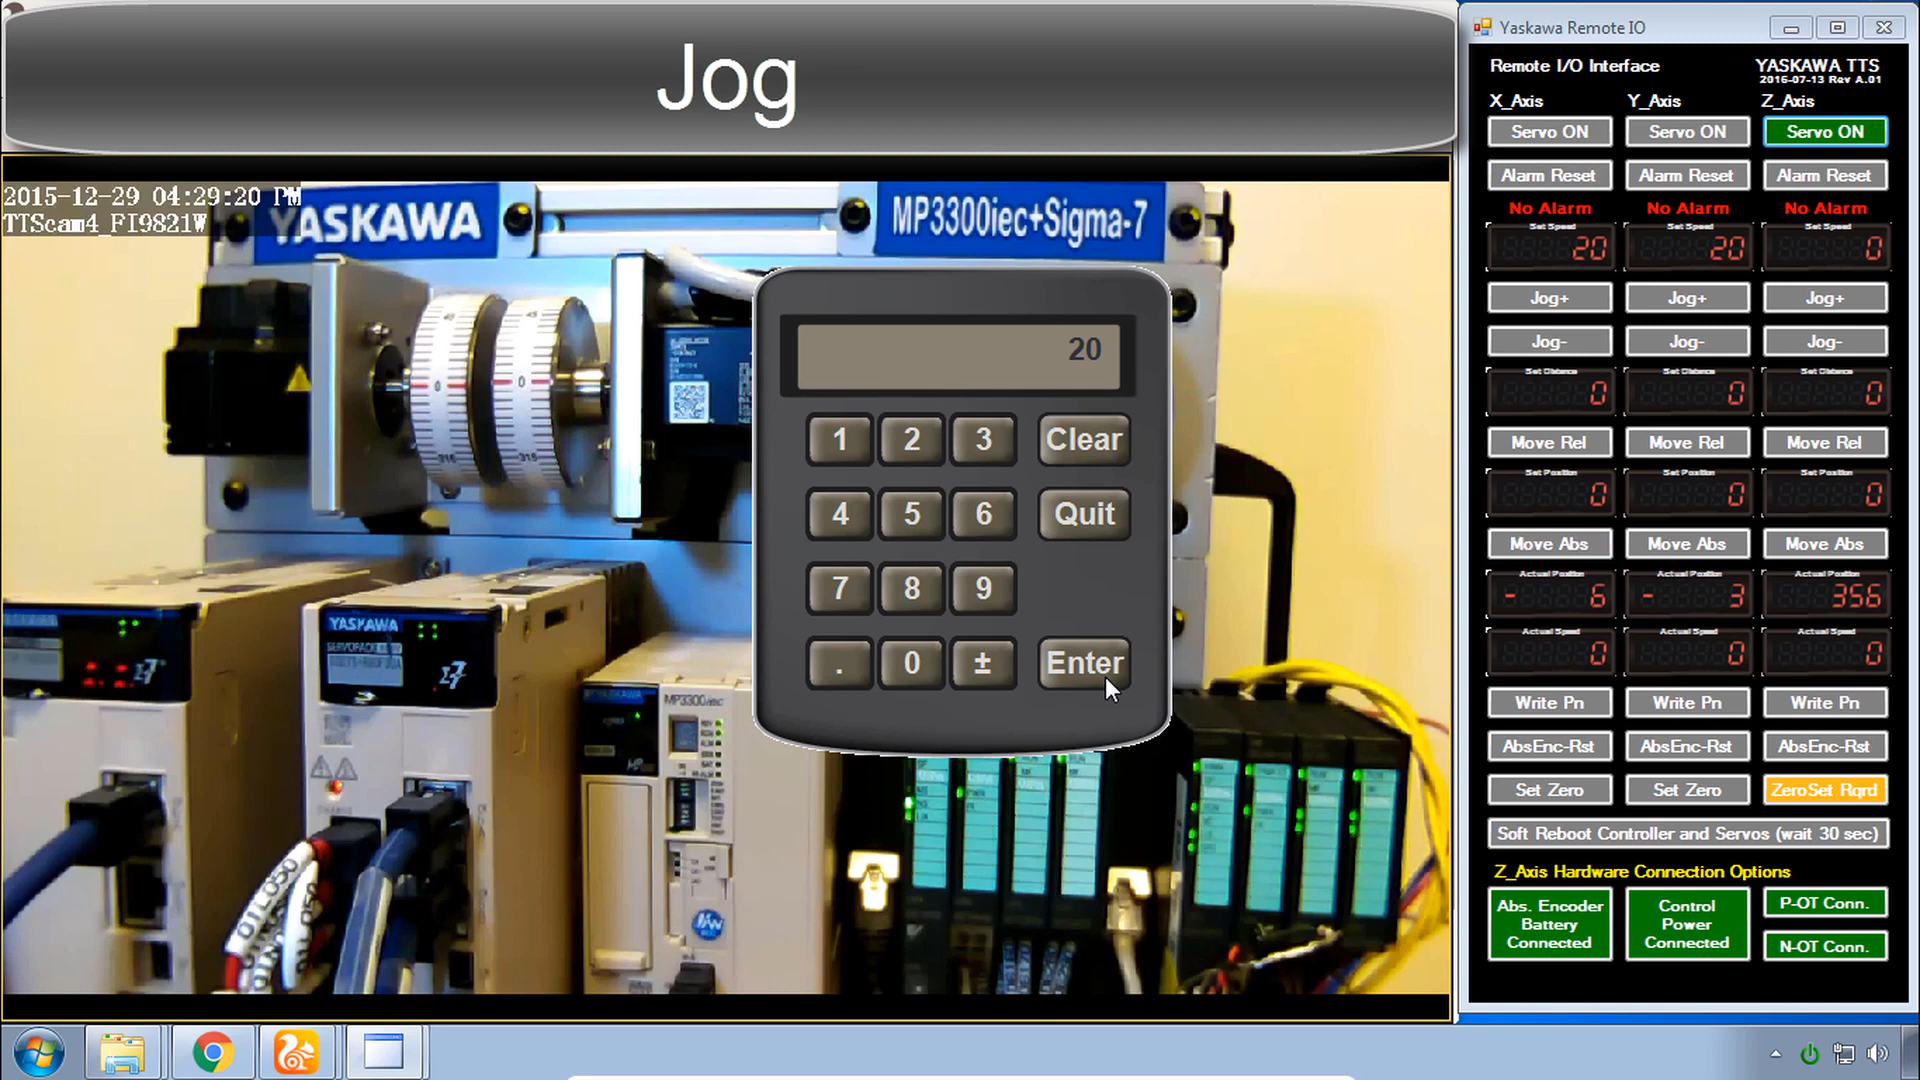 Jog
2015-12-29 04:29:20 PM
TTScam4_FI9821W
YASKAWA
MP3300iec+Sigma-7
0
0
315
315
20
1 2 3 Clear
4 5 6 Quit
7 8 9
. 0 ± Enter
YASKAWA
SERVOPACK
Σ7
MP3300iec
Yaskawa Remote IO
Remote I/O Interface
YASKAWA TTS
2016-07-13 Rev A.01
X_Axis Y_Axis Z_Axis
Servo ON Servo ON Servo ON
Alarm Reset Alarm Reset Alarm Reset
No Alarm No Alarm No Alarm
Set Speed Set Speed Set Speed
20 20 0
Jog+ Jog+ Jog+
Jog- Jog- Jog-
Set Distance Set Distance Set Distance
0 0 0
Move Rel Move Rel Move Rel
Set Position Set Position Set Position
0 0 0
Move Abs Move Abs Move Abs
Actual Position Actual Position Actual Position
- 6 - 3 356
Actual Speed Actual Speed Actual Speed
0 0 0
Write Pn Write Pn Write Pn
AbsEnc-Rst AbsEnc-Rst AbsEnc-Rst
Set Zero Set Zero ZeroSet Rqrd
Soft Reboot Controller and Servos (wait 30 sec)
Z_Axis Hardware Connection Options
Abs. Encoder
Battery
Connected
Control
Power
Connected
P-OT Conn.
N-OT Conn.